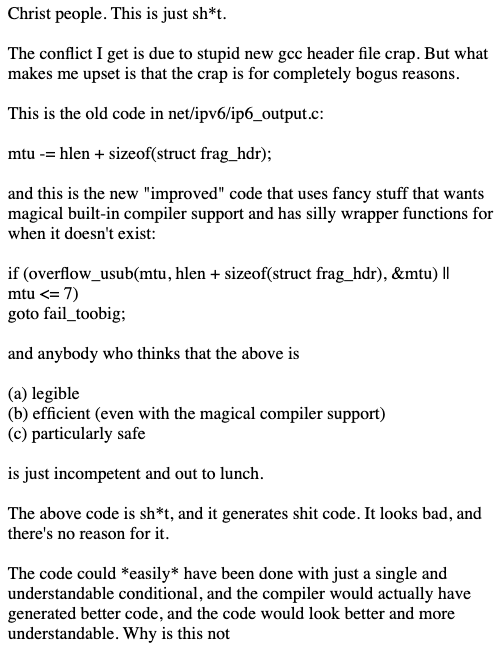 Christ people. This is just sh*t.
The conflict I get is due to stupid new gcc header file crap. But what
makes me upset is that the crap is for completely bogus reasons.
This is the old code in net/ipv6/ip6_output.c:
mtu -= hlen + sizeof(struct frag_hdr);
and this is the new "improved" code that uses fancy stuff that wants
magical built-in compiler support and has silly wrapper functions for
when it doesn't exist:
if (overflow_usub(mtu, hlen + sizeof(struct frag_hdr), &mtu) ||
mtu <= 7)
goto fail_toobig;
and anybody who thinks that the above is
(a) legible
(b) efficient (even with the magical compiler support)
(c) particularly safe
is just incompetent and out to lunch.
The above code is sh*t, and it generates shit code. It looks bad, and
there's no reason for it.
The code could *easily* have been done with just a single and
understandable conditional, and the compiler would actually have
generated better code, and the code would look better and more
understandable. Why is this not